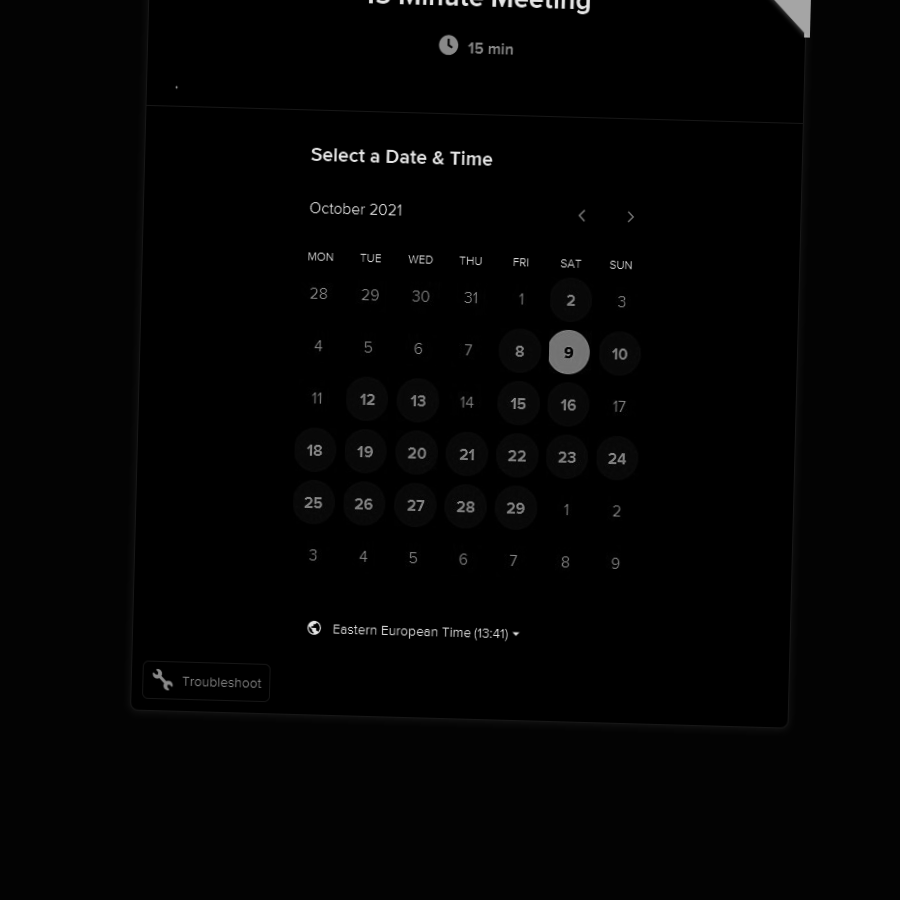 15 Minute Meeting
15 min
Select a Date & Time
October 2021
MON TUE WED THU FRI SAT SUN
28 29 30 31 1 2 3
4 5 6 7 8 9 10
11 12 13 14 15 16 17
18 19 20 21 22 23 24
25 26 27 28 29 1 2
3 4 5 6 7 8 9
Eastern European Time (13:41)
Troubleshoot